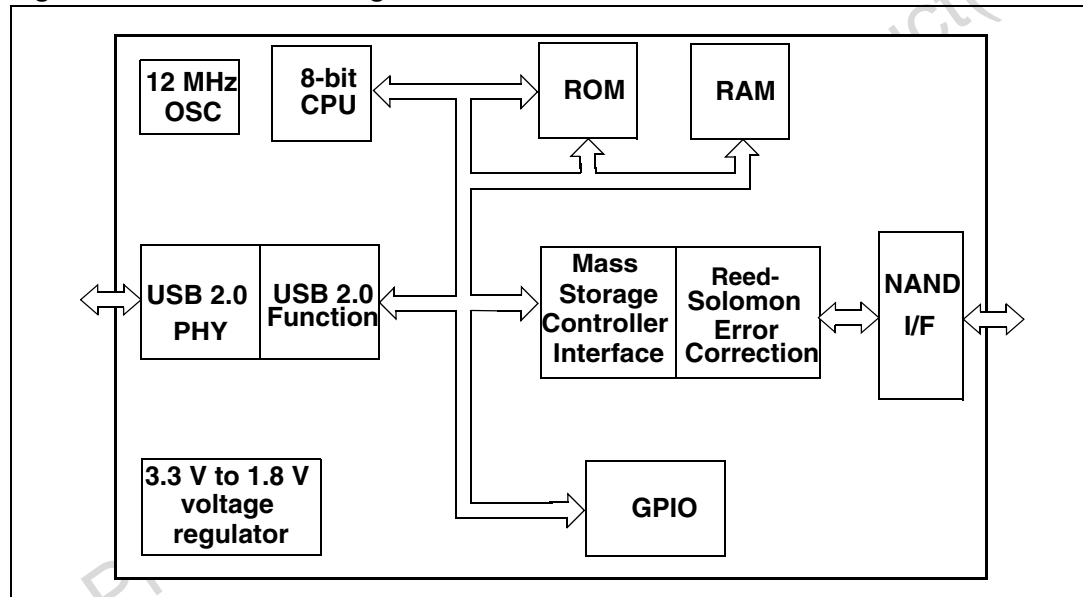 12 MHz
OSC
8-bit
CPU
ROM
RAM
USB 2.0
PHY
USB 2.0
Function
Mass
Storage
Controller
Interface
Reed-
Solomon
Error
Correction
NAND
I/F
3.3 V to 1.8 V
voltage
regulator
GPIO